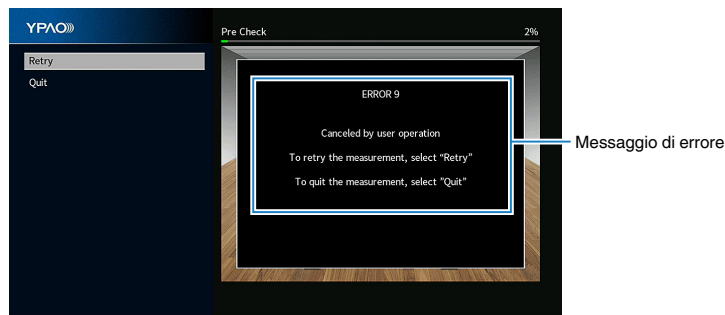 YPAO
Pre Check 2%
Retry
Quit
ERROR 9
Canceled by user operation
To retry the measurement, select “Retry”
To quit the measurement, select "Quit"
Messaggio di errore